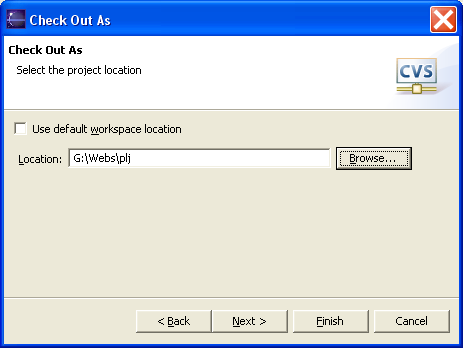 Check Out As
Check Out As
Select the project location
CVS
Use default workspace location
Location: G:\Webs\plj Browse...
< Back Next > Finish Cancel